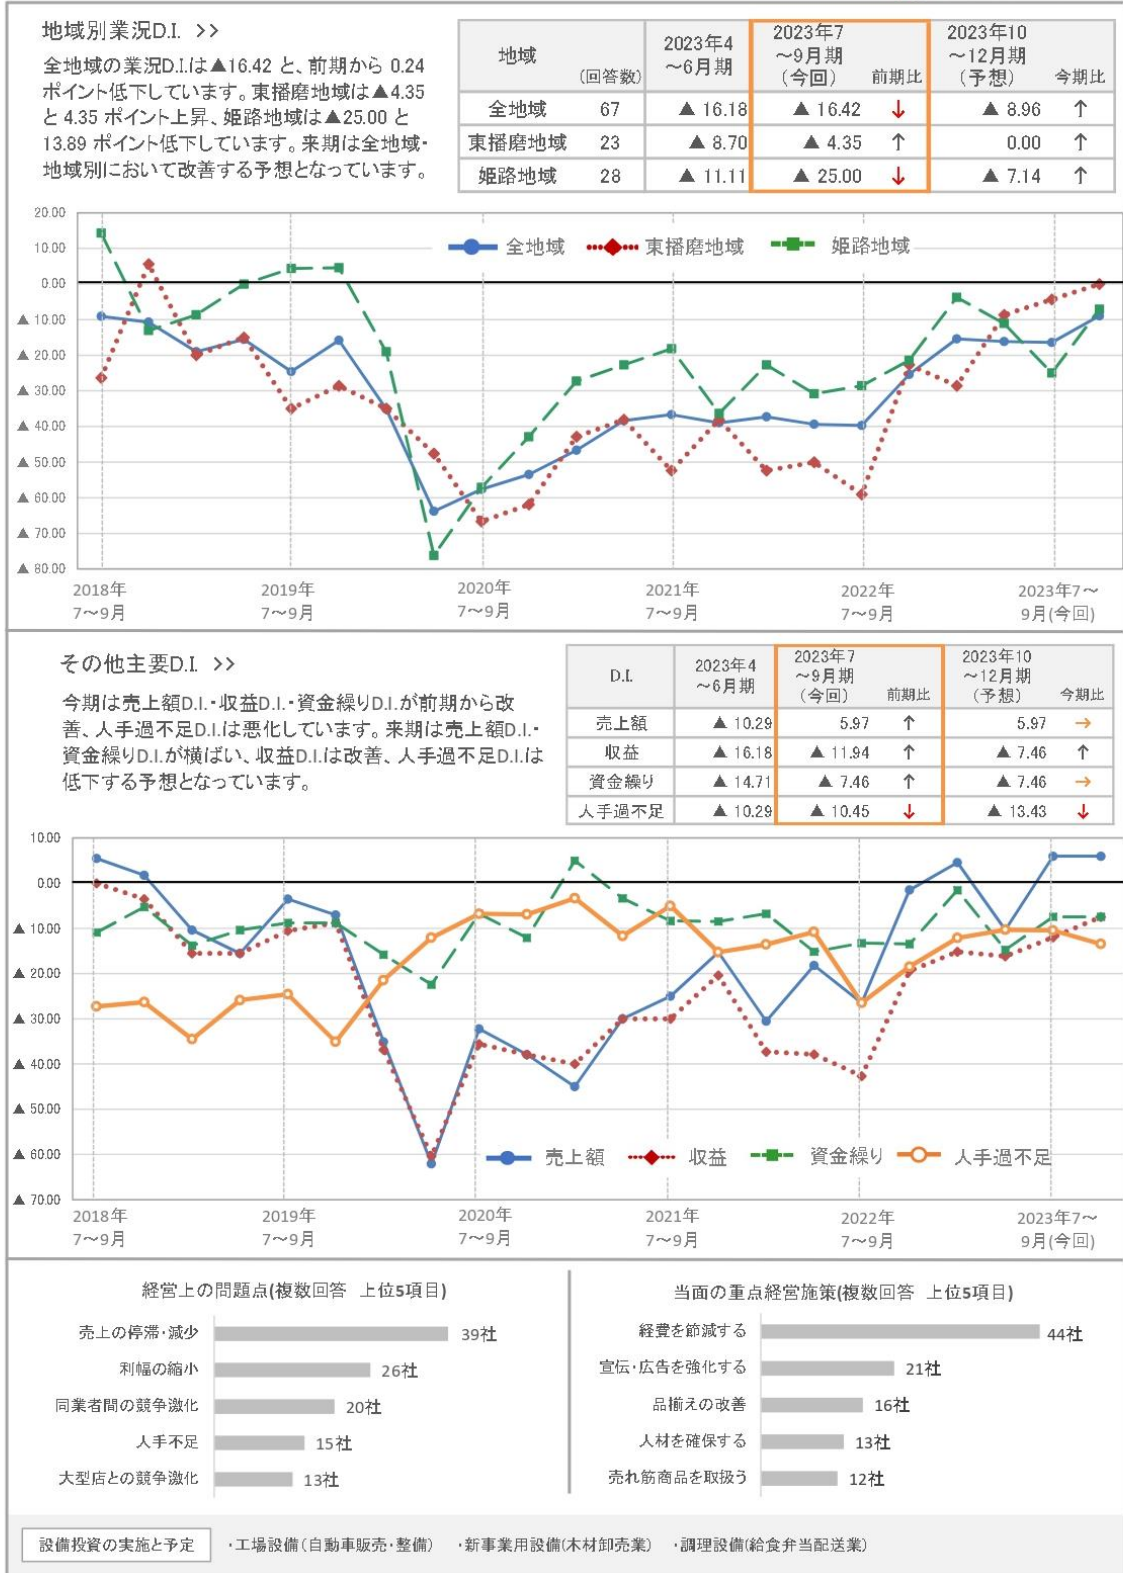 地域別業況D.I. >>
全地域の業況D.I.は▲16.42 と、前期から 0.24
ポイント低下しています。東播磨地域は▲4.35
と 4.35 ポイント上昇、姫路地域は▲25.00 と
13.89 ポイント低下しています。来期は全地域・
地域別において改善する予想となっています。
地域 (回答数) 2023年4～6月期 2023年7～9月期(今回) 前期比 2023年10～12月期(予想) 今期比
全地域 67 ▲ 16.18 ▲ 16.42 ↓ ▲ 8.96 ↑
東播磨地域 23 ▲ 8.70 ▲ 4.35 ↑ 0.00 ↑
姫路地域 28 ▲ 11.11 ▲ 25.00 ↓ ▲ 7.14 ↑
全地域 東播磨地域 姫路地域
20.00
10.00
0.00
▲ 10.00
▲ 20.00
▲ 30.00
▲ 40.00
▲ 50.00
▲ 60.00
▲ 70.00
▲ 80.00
2018年 2019年 2020年 2021年 2022年 2023年7～
7～9月 7～9月 7～9月 7～9月 7～9月 9月(今回)
その他主要D.I. >>
今期は売上額D.I.・収益D.I.・資金繰りD.I.が前期から改
善、人手過不足D.I.は悪化しています。来期は売上額D.I.・
資金繰りD.I.が横ばい、収益D.I.は改善、人手過不足D.I.は
低下する予想となっています。
D.I. 2023年4～6月期 2023年7～9月期(今回) 前期比 2023年10～12月期(予想) 今期比
売上額 ▲ 10.29 5.97 ↑ 5.97 →
収益 ▲ 16.18 ▲ 11.94 ↑ ▲ 7.46 ↑
資金繰り ▲ 14.71 ▲ 7.46 ↑ ▲ 7.46 →
人手過不足 ▲ 10.29 ▲ 10.45 ↓ ▲ 13.43 ↓
10.00
0.00
▲ 10.00
▲ 20.00
▲ 30.00
▲ 40.00
▲ 50.00
▲ 60.00
▲ 70.00
売上額 収益 資金繰り 人手過不足
2018年 2019年 2020年 2021年 2022年 2023年7～
7～9月 7～9月 7～9月 7～9月 7～9月 9月(今回)
経営上の問題点(複数回答 上位5項目)
売上の停滞・減少 39社
利幅の縮小 26社
同業者間の競争激化 20社
人手不足 15社
大型店との競争激化 13社
当面の重点経営施策(複数回答 上位5項目)
経費を節減する 44社
宣伝・広告を強化する 21社
品揃えの改善 16社
人材を確保する 13社
売れ筋商品を取扱う 12社
設備投資の実施と予定 ・工場設備(自動車販売・整備) ・新事業用設備(木材卸売業) ・調理設備(給食弁当配送業)